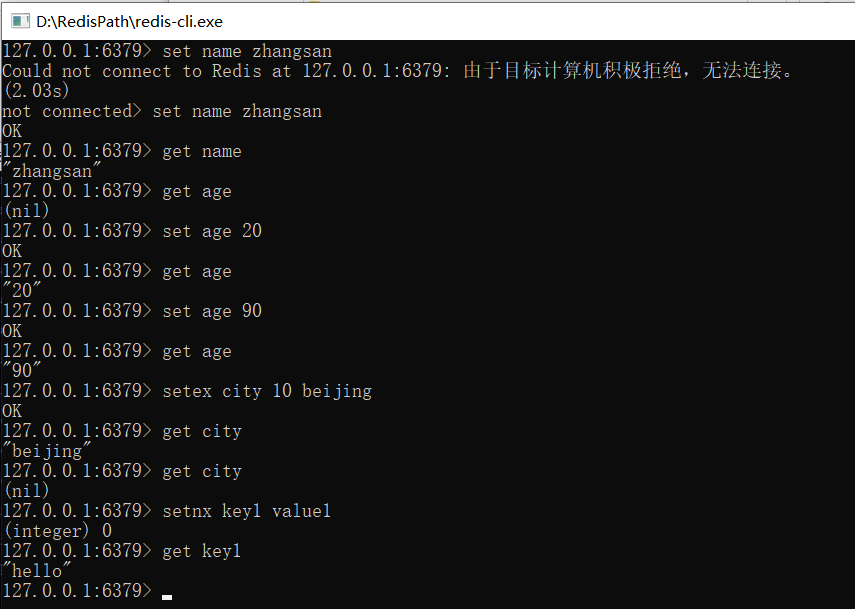 D:\RedisPath\redis-cli.exe
127.0.0.1:6379> set name zhangsan
Could not connect to Redis at 127.0.0.1:6379: 由于目标计算机积极拒绝，无法连接。
(2.03s)
not connected> set name zhangsan
OK
127.0.0.1:6379> get name
"zhangsan"
127.0.0.1:6379> get age
(nil)
127.0.0.1:6379> set age 20
OK
127.0.0.1:6379> get age
"20"
127.0.0.1:6379> set age 90
OK
127.0.0.1:6379> get age
"90"
127.0.0.1:6379> setex city 10 beijing
OK
127.0.0.1:6379> get city
"beijing"
127.0.0.1:6379> get city
(nil)
127.0.0.1:6379> setnx key1 value1
(integer) 0
127.0.0.1:6379> get key1
"hello"
127.0.0.1:6379>